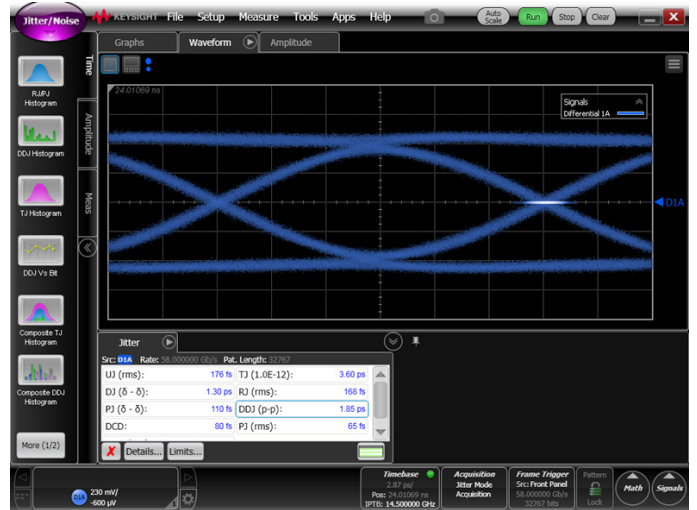 Jitter/Noise
KEYSIGHT File Setup Measure Tools Apps Help Auto Scale Run Stop Clear
Graphs Waveform Amplitude
Time
Amplitude
Meas
RJ/PJ
Histogram
DDJ Histogram
TJ Histogram
DDJ Vs Bit
Composite TJ
Histogram
Composite DDJ
Histogram
More (1/2)
24.01069 ns
Signals
Differential 1A
D1A
Jitter
Src: D1A Rate: 58.000000 Gb/s Pat. Length: 32767
UJ (rms): 176 fs TJ (1.0E-12): 3.60 ps
DJ (δ - δ): 1.30 ps RJ (rms): 168 fs
PJ (δ - δ): 110 fs DDJ (p-p): 1.85 ps
DCD: 80 fs PJ (rms): 65 fs
Details... Limits...
D1A 230 mV/
-600 µV
1
Timebase
2.87 ps/
Pos: 24.01069 ns
IPTB: 14.500000 GHz
Acquisition
Jitter Mode
Acquisition
Frame Trigger
Src: Front Panel
58.000000 Gb/s
32767 bits
Pattern
Lock
Math
Signals